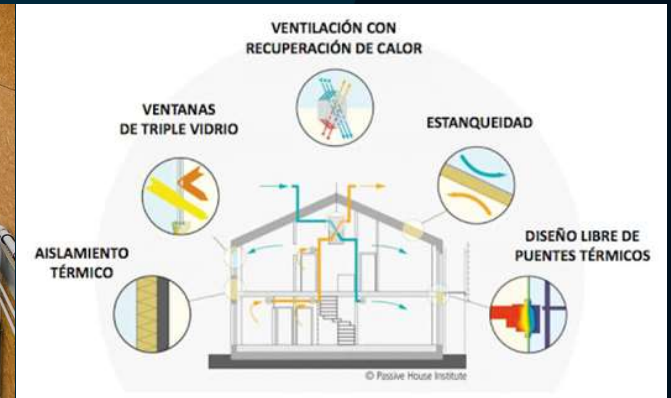 VENTILACIÓN CON
RECUPERACIÓN DE CALOR
VENTANAS
DE TRIPLE VIDRIO
ESTANQUEIDAD
AISLAMIENTO
TÉRMICO
DISEÑO LIBRE DE
PUENTES TÉRMICOS
© Passive House Institute